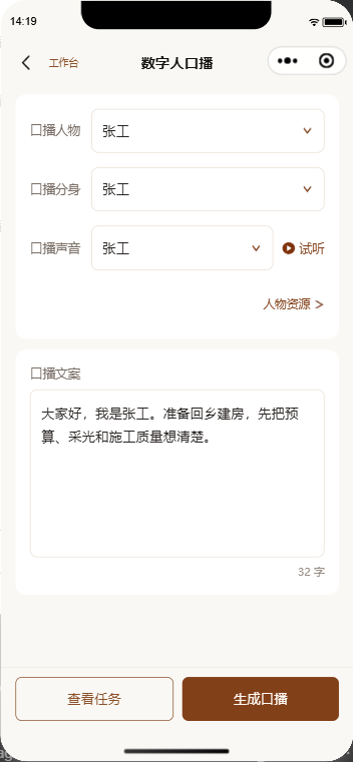 14:19
工作台
数字人口播
口播人物
张工
口播分身
张工
口播声音
张工
试听
人物资源 >
口播文案
大家好，我是张工。准备回乡建房，先把预
算、采光和施工质量想清楚。
32 字
查看任务
生成口播